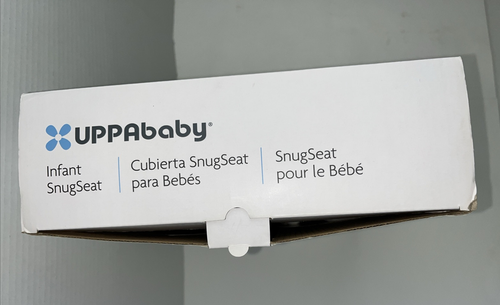 UPPAbaby®
Infant
SnugSeat
Cubierta SnugSeat
para Bebés
SnugSeat
pour le Bébé